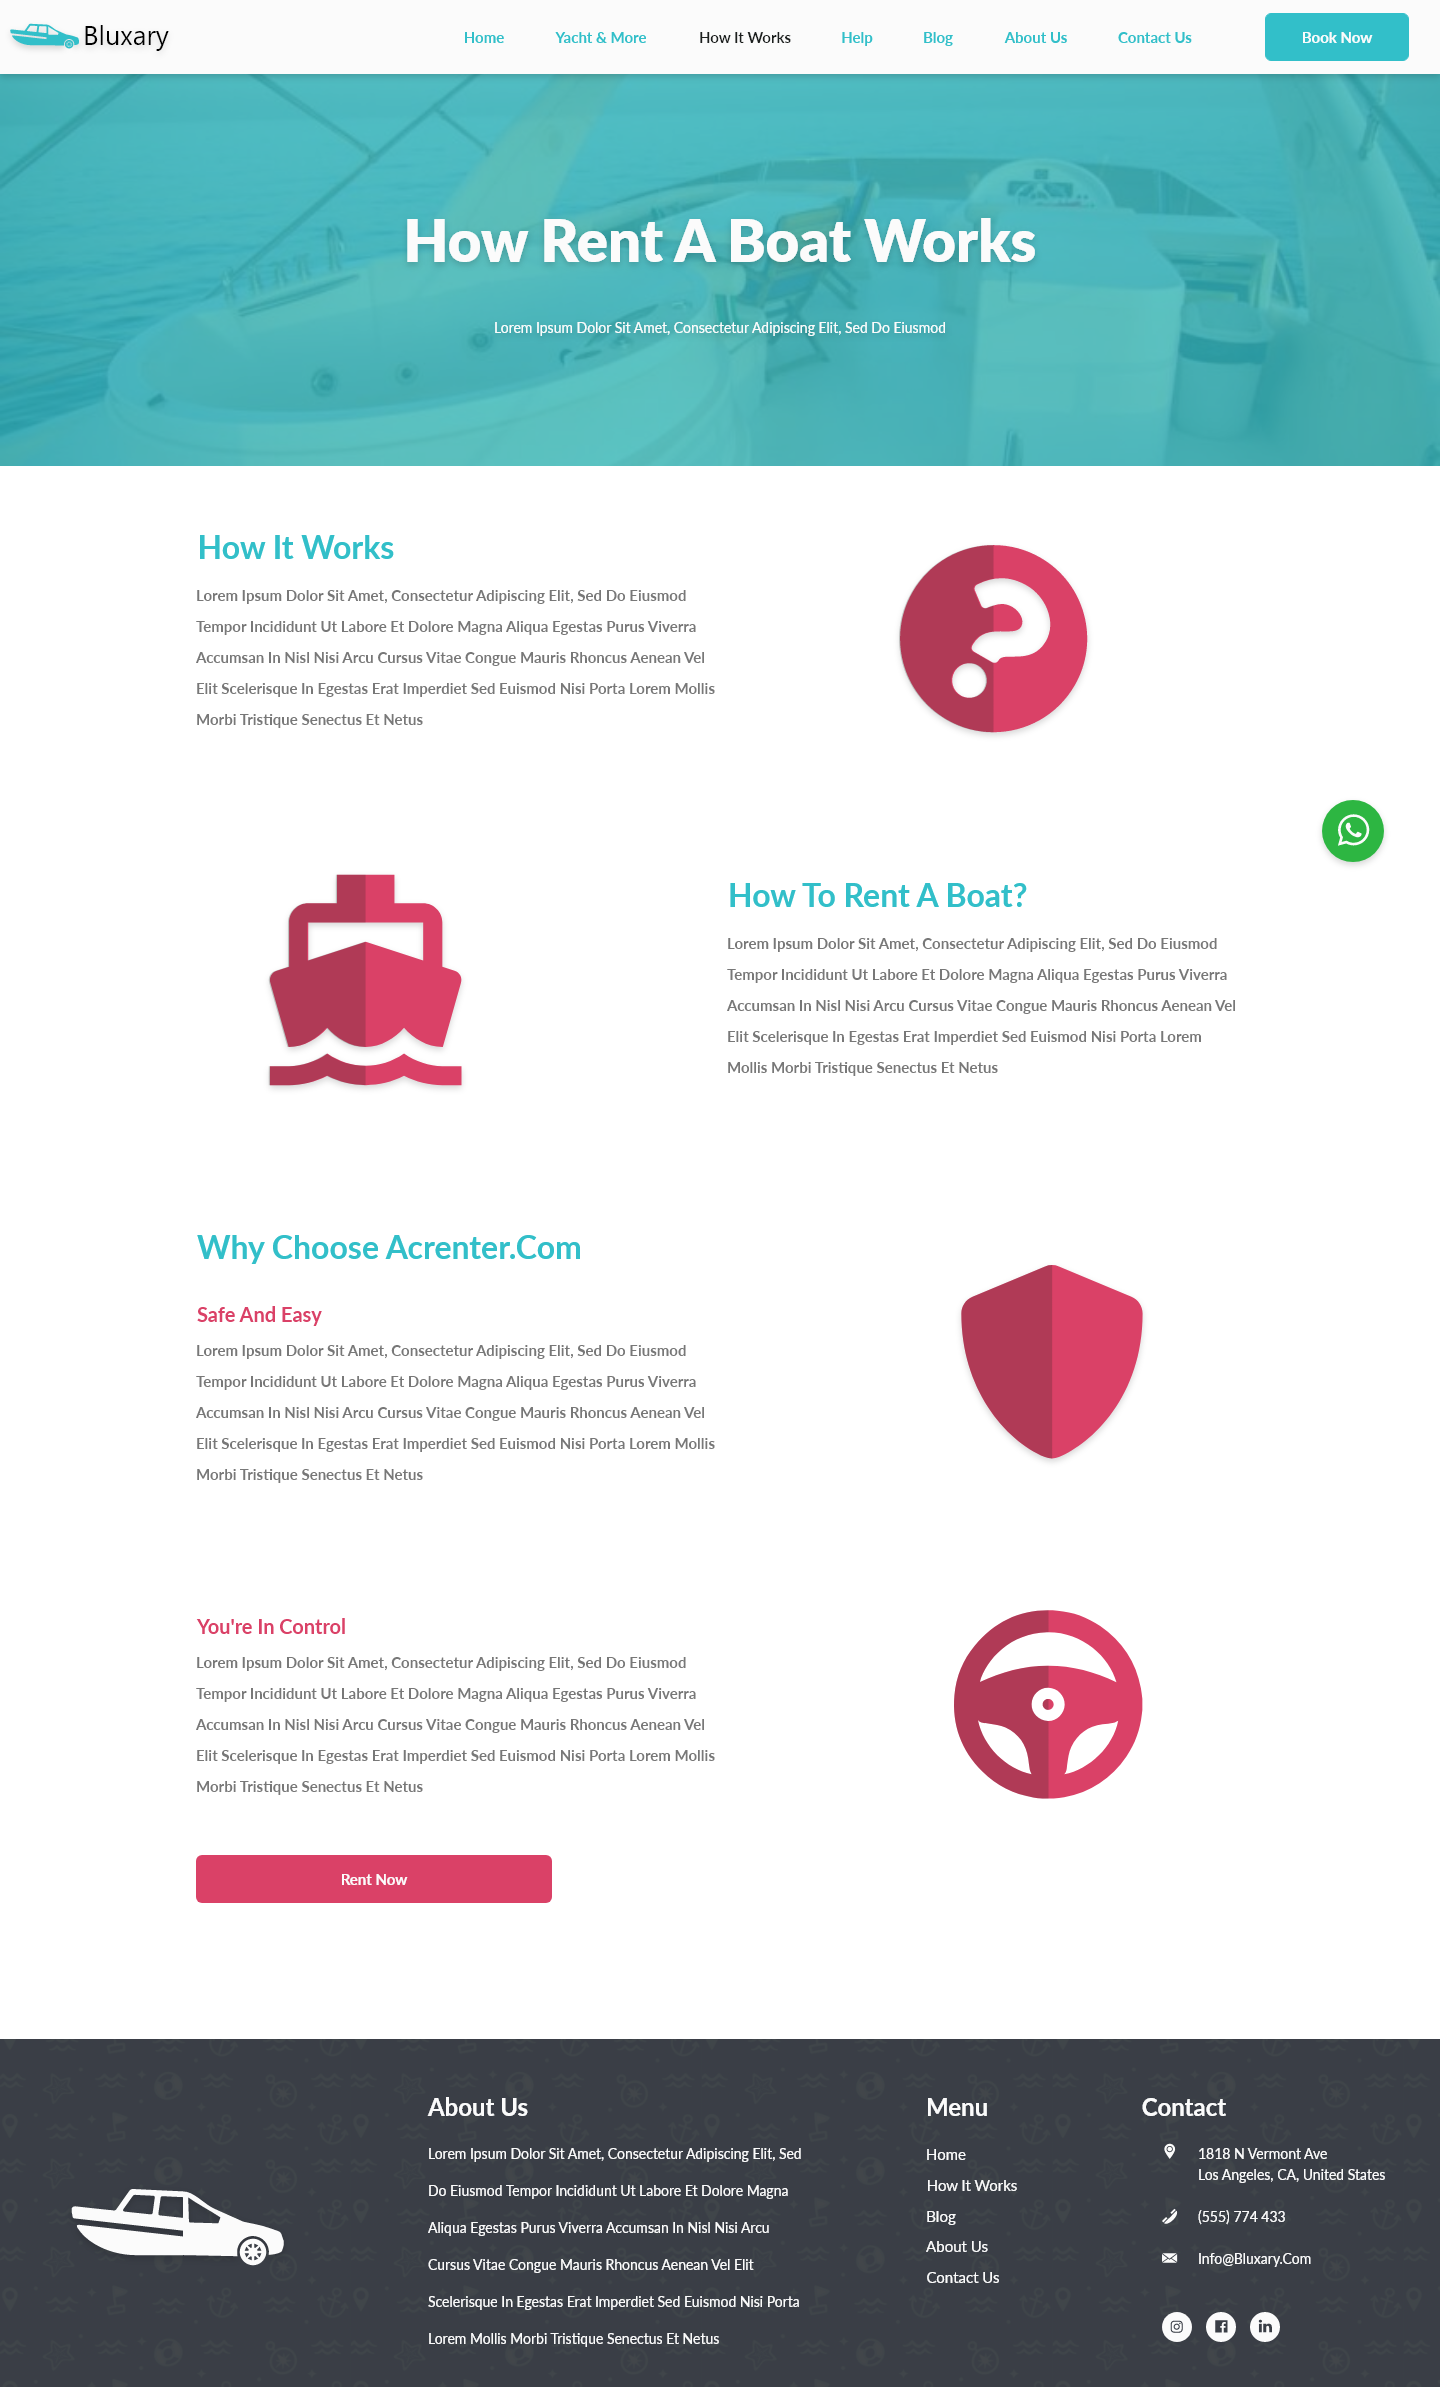 Bluxary
Home
Yacht & More
How It Works
Help
Blog
About Us
Contact Us
Book Now
How Rent A Boat Works
Lorem Ipsum Dolor Sit Amet, Consectetur Adipiscing Elit, Sed Do Eiusmod
How It Works
Lorem Ipsum Dolor Sit Amet, Consectetur Adipiscing Elit, Sed Do Eiusmod
Tempor Incididunt Ut Labore Et Dolore Magna Aliqua Egestas Purus Viverra
Accumsan In Nisl Nisi Arcu Cursus Vitae Congue Mauris Rhoncus Aenean Vel
Elit Scelerisque In Egestas Erat Imperdiet Sed Euismod Nisi Porta Lorem Mollis
Morbi Tristique Senectus Et Netus
How To Rent A Boat?
Lorem Ipsum Dolor Sit Amet, Consectetur Adipiscing Elit, Sed Do Eiusmod
Tempor Incididunt Ut Labore Et Dolore Magna Aliqua Egestas Purus Viverra
Accumsan In Nisl Nisi Arcu Cursus Vitae Congue Mauris Rhoncus Aenean Vel
Elit Scelerisque In Egestas Erat Imperdiet Sed Euismod Nisi Porta Lorem
Mollis Morbi Tristique Senectus Et Netus
Why Choose Acrenter.Com
Safe And Easy
Lorem Ipsum Dolor Sit Amet, Consectetur Adipiscing Elit, Sed Do Eiusmod
Tempor Incididunt Ut Labore Et Dolore Magna Aliqua Egestas Purus Viverra
Accumsan In Nisl Nisi Arcu Cursus Vitae Congue Mauris Rhoncus Aenean Vel
Elit Scelerisque In Egestas Erat Imperdiet Sed Euismod Nisi Porta Lorem Mollis
Morbi Tristique Senectus Et Netus
You're In Control
Lorem Ipsum Dolor Sit Amet, Consectetur Adipiscing Elit, Sed Do Eiusmod
Tempor Incididunt Ut Labore Et Dolore Magna Aliqua Egestas Purus Viverra
Accumsan In Nisl Nisi Arcu Cursus Vitae Congue Mauris Rhoncus Aenean Vel
Elit Scelerisque In Egestas Erat Imperdiet Sed Euismod Nisi Porta Lorem Mollis
Morbi Tristique Senectus Et Netus
Rent Now
About Us
Lorem Ipsum Dolor Sit Amet, Consectetur Adipiscing Elit, Sed
Do Eiusmod Tempor Incididunt Ut Labore Et Dolore Magna
Aliqua Egestas Purus Viverra Accumsan In Nisl Nisi Arcu
Cursus Vitae Congue Mauris Rhoncus Aenean Vel Elit
Scelerisque In Egestas Erat Imperdiet Sed Euismod Nisi Porta
Lorem Mollis Morbi Tristique Senectus Et Netus
Menu
Home
How It Works
Blog
About Us
Contact Us
Contact
1818 N Vermont Ave
Los Angeles, CA, United States
(555) 774 433
Info@Bluxary.Com